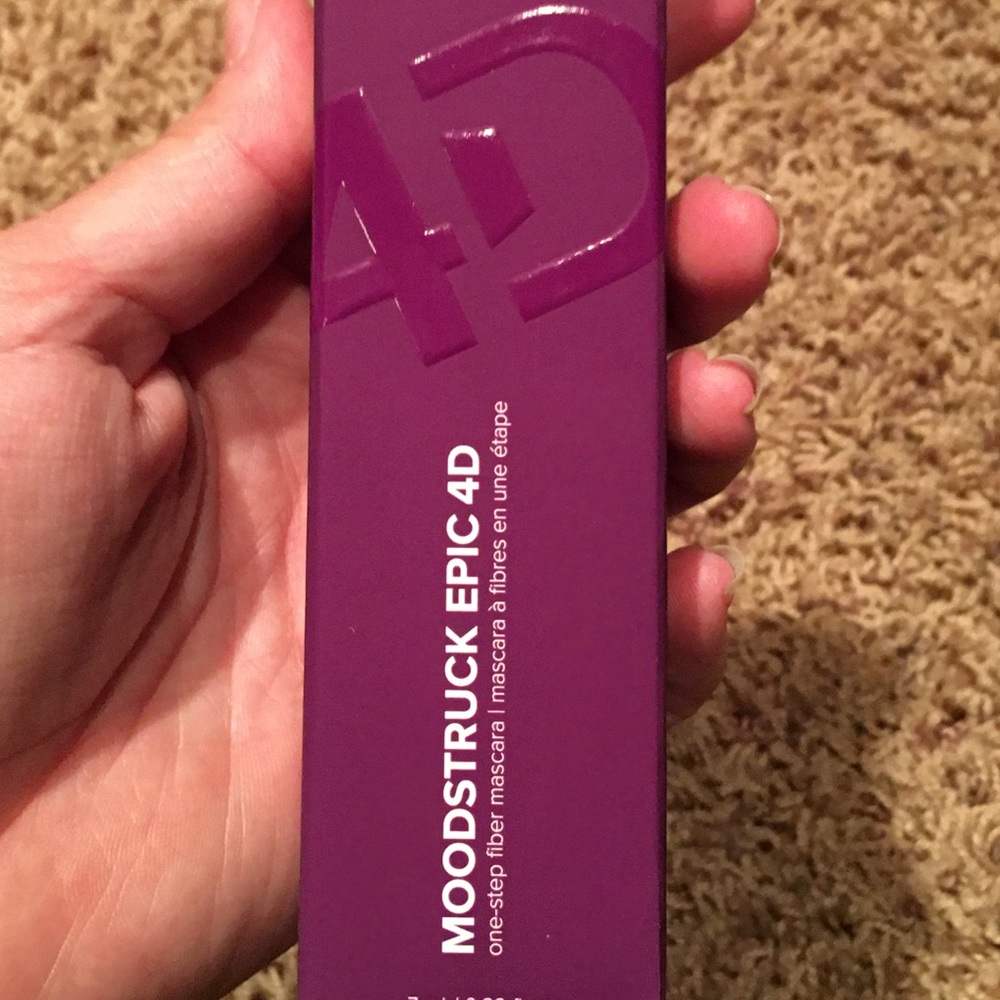 4D
MOODSTRUCK EPIC 4D
one-step fiber mascara | mascara à fibres en une étape